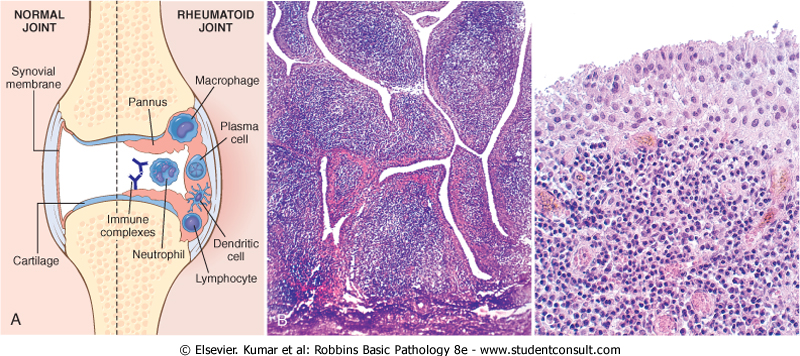 NORMAL
JOINT
RHEUMATOID
JOINT
Synovial
membrane
Pannus
Macrophage
Plasma
cell
Immune
complexes
Neutrophil
Dendritic
cell
Lymphocyte
Cartilage
A
B
© Elsevier. Kumar et al: Robbins Basic Pathology 8e - www.studentconsult.com